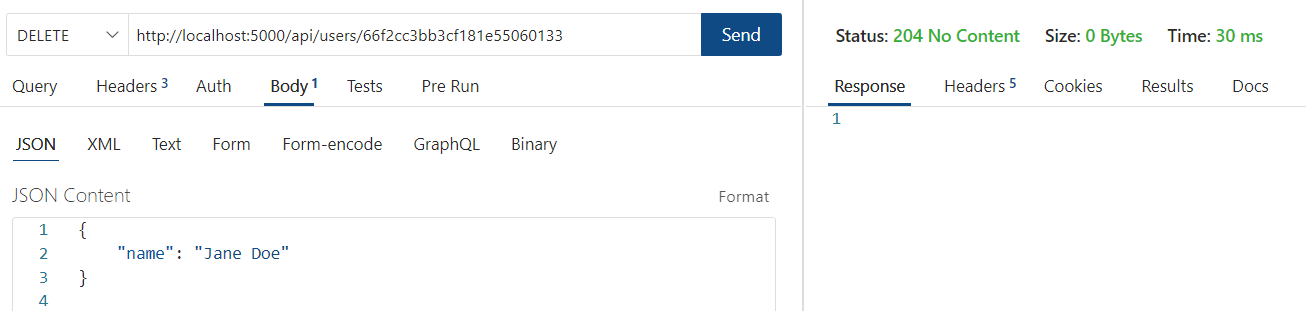 DELETE http://localhost:5000/api/users/66f2cc3bb3cf181e55060133 Send
Query Headers 3 Auth Body 1 Tests Pre Run
JSON XML Text Form Form-encode GraphQL Binary
JSON Content Format
1 {
2 "name": "Jane Doe"
3 }
4
Status: 204 No Content Size: 0 Bytes Time: 30 ms
Response Headers 5 Cookies Results Docs
1